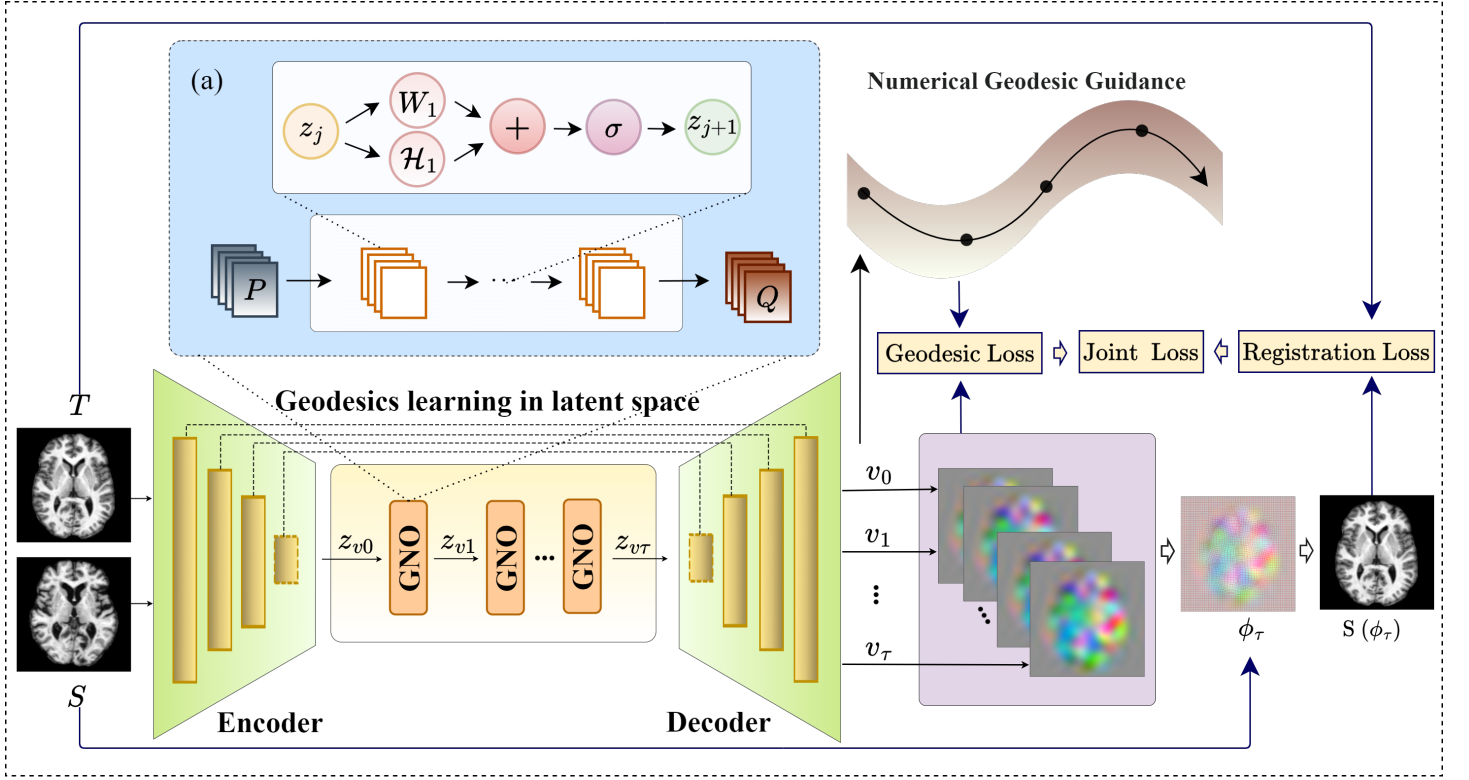 (a)
z_j
W_1
ℋ_1
+
σ
z_{j+1}
P
Q
Numerical Geodesic Guidance
Geodesic Loss
Joint Loss
Registration Loss
T
Geodesics learning in latent space
z_{v0}
GNO
z_{v1}
GNO
GNO
z_{vτ}
v_0
v_1
v_τ
ϕ_τ
S (ϕ_τ)
S
Encoder
Decoder